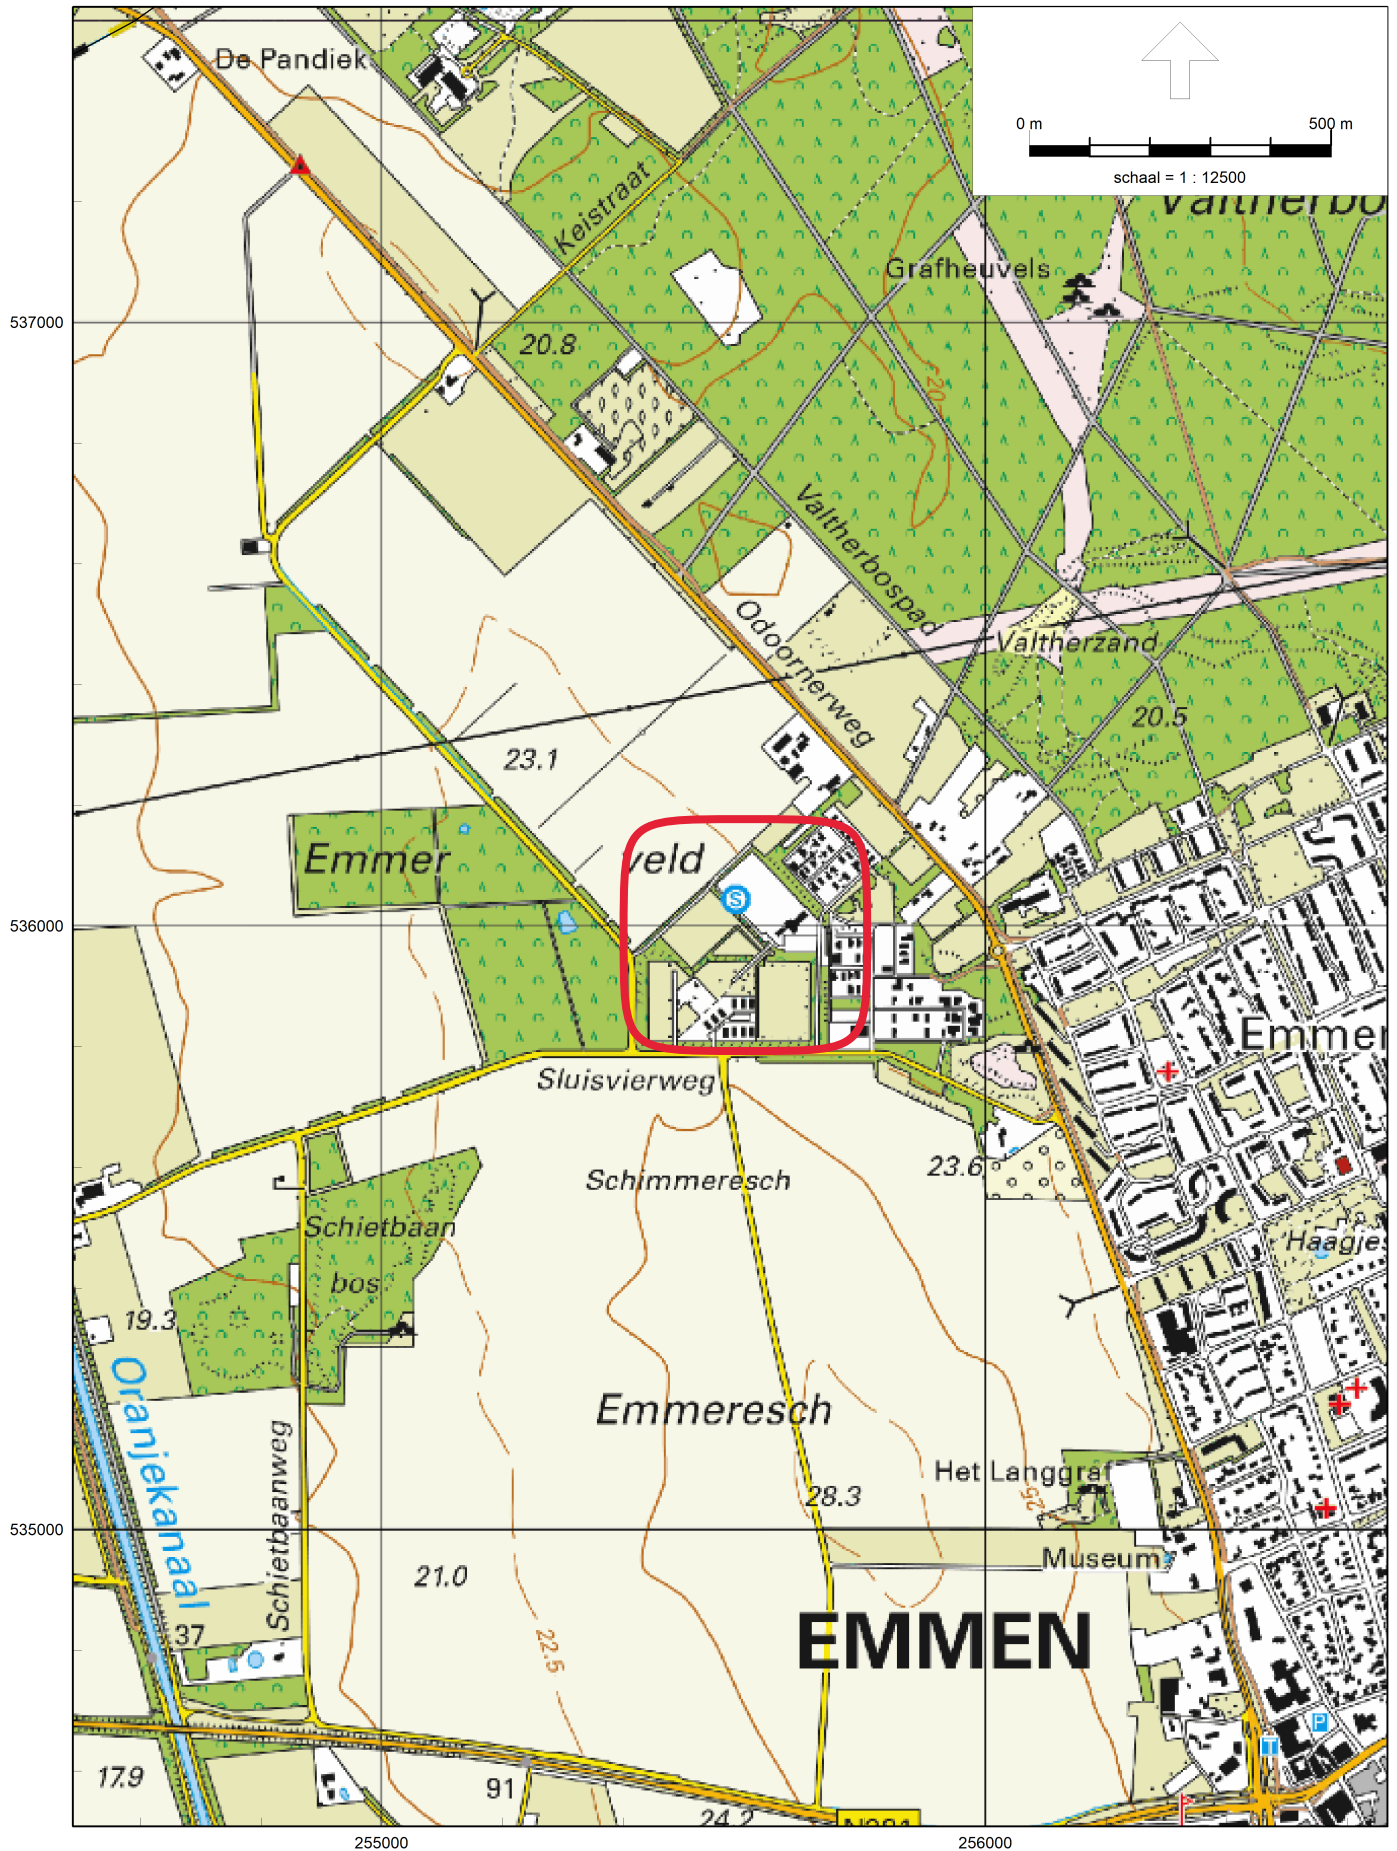 De Pandiek
0 m 500 m
schaal = 1 : 12500
Keistraat
Grafheuvels
537000
20.8
20
Valtherbospad
Odoornerweg
Valtherzand
20.5
23.1
Emmer veld
S
536000
Emmer
Sluisvierweg
Schimmeresch
23.6
Schietbaan
bos
Haagjes
19.3
Oranjekanaal
Emmeresch
Schietbaanweg
Het Langgraf
28.3
25
535000
Museum
21.0
37
EMMEN
22.5
P
17.9
91
24.2
255000 256000